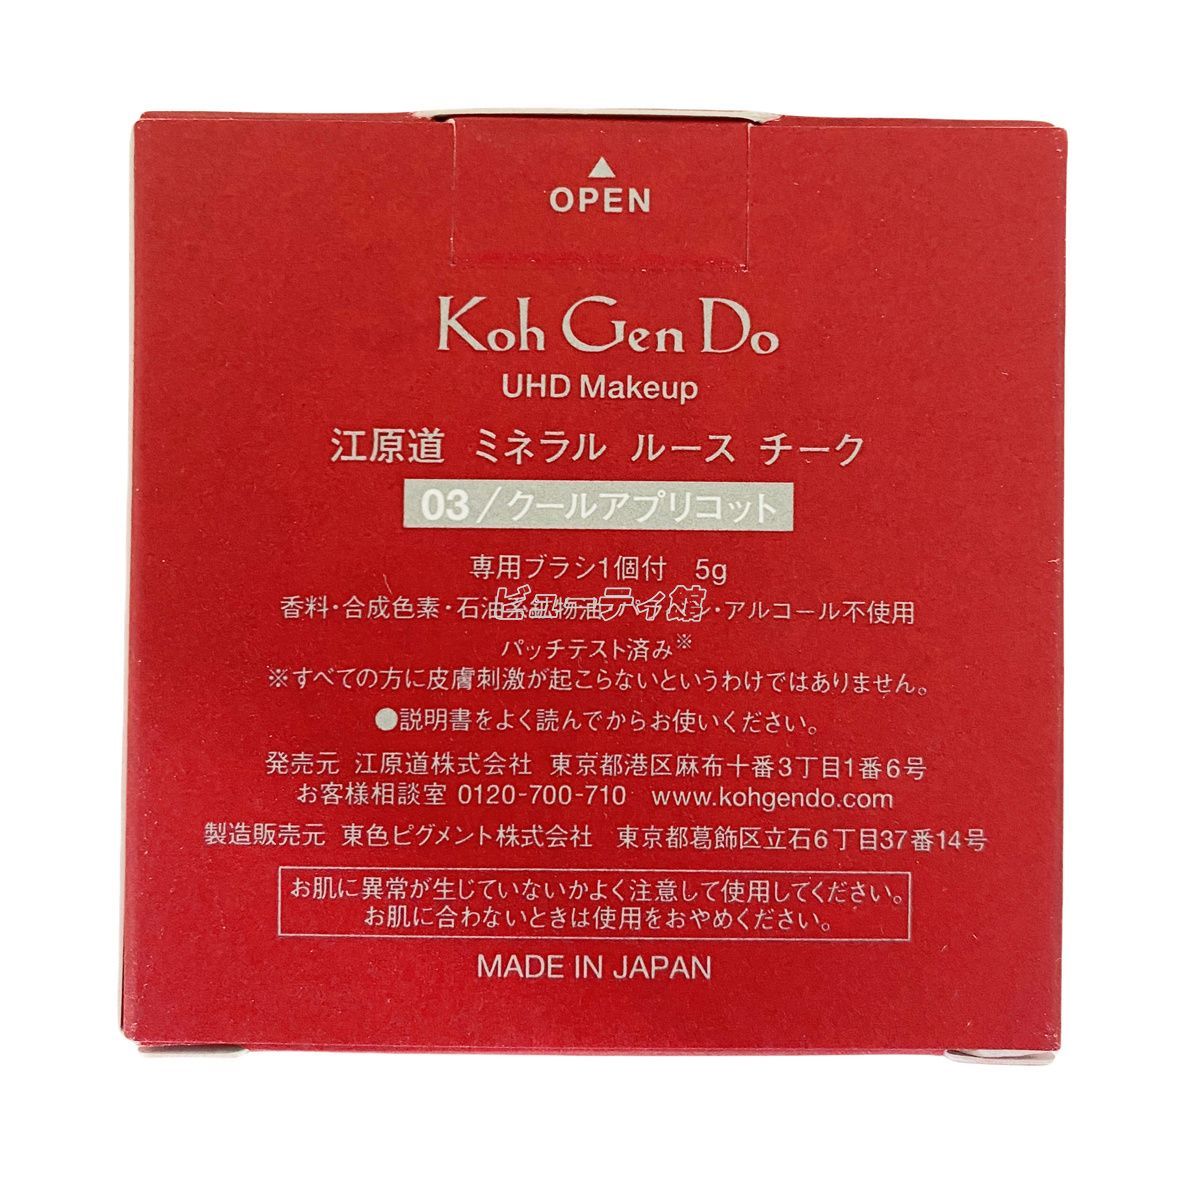 ▲
OPEN
Koh Gen Do
UHD Makeup
江原道 ミネラル ルース チーク
03/クールアプリコット
専用ブラシ1個付 5g
ビューティ館
香料・合成色素・石油系鉱物油・パラベン・アルコール不使用
パッチテスト済み※
※すべての方に皮膚刺激が起こらないというわけではありません。
●説明書をよく読んでからお使いください。
発売元 江原道株式会社 東京都港区麻布十番3丁目1番6号
お客様相談室 0120-700-710 www.kohgendo.com
製造販売元 東色ピグメント株式会社 東京都葛飾区立石6丁目37番14号
お肌に異常が生じていないかよく注意して使用してください。
お肌に合わないときは使用をおやめください。
MADE IN JAPAN